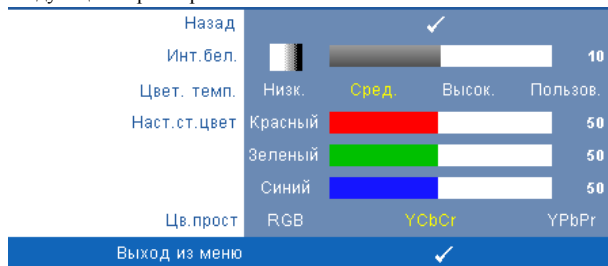 Назад
Инт.бел. 10
Цвет. темп. Низк. Сред. Высок. Пользов.
Наст.ст.цвет Красный 50
Зеленый 50
Синий 50
Цв.прост RGB YCbCr YPbPr
Выход из меню